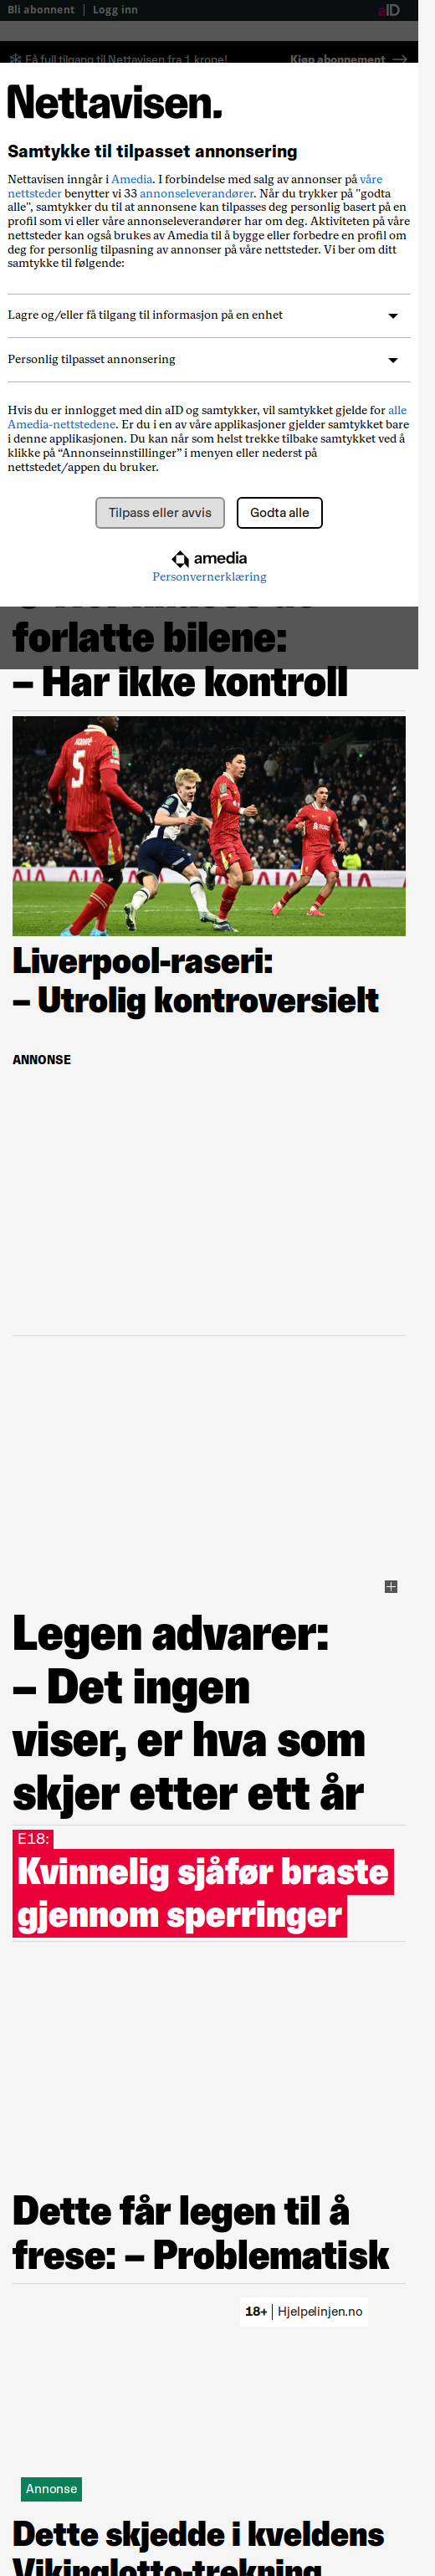 Bli abonnent | Logg inn
aID
Få full tilgang til Nettavisen fra 1 krone!
Kjøp abonnement
Nettavisen.
Samtykke til tilpasset annonsering
Nettavisen inngår i Amedia. I forbindelse med salg av annonser på våre
nettsteder benytter vi 33 annonseleverandører. Når du trykker på "godta
alle", samtykker du til at annonsene kan tilpasses deg personlig basert på en
profil som vi eller våre annonseleverandører har om deg. Aktiviteten på våre
nettsteder kan også brukes av Amedia til å bygge eller forbedre en profil om
deg for personlig tilpasning av annonser på våre nettsteder. Vi ber om ditt
samtykke til følgende:
Lagre og/eller få tilgang til informasjon på en enhet
Personlig tilpasset annonsering
Hvis du er innlogget med din aID og samtykker, vil samtykket gjelde for alle
Amedia-nettstedene. Er du i en av våre applikasjoner gjelder samtykket bare
i denne applikasjonen. Du kan når som helst trekke tilbake samtykket ved å
klikke på “Annonseinnstillinger” i menyen eller nederst på
nettstedet/appen du bruker.
Tilpass eller avvis
Godta alle
amedia
Personvernerklæring
forlatte bilene:
– Har ikke kontroll
Liverpool-raseri:
– Utrolig kontroversielt
ANNONSE
Legen advarer:
– Det ingen
viser, er hva som
skjer etter ett år
E18:
Kvinnelig sjåfør braste
gjennom sperringer
Dette får legen til å
frese: – Problematisk
18+ | Hjelpelinjen.no
Annonse
Dette skjedde i kveldens
Vikinglotto-trekning